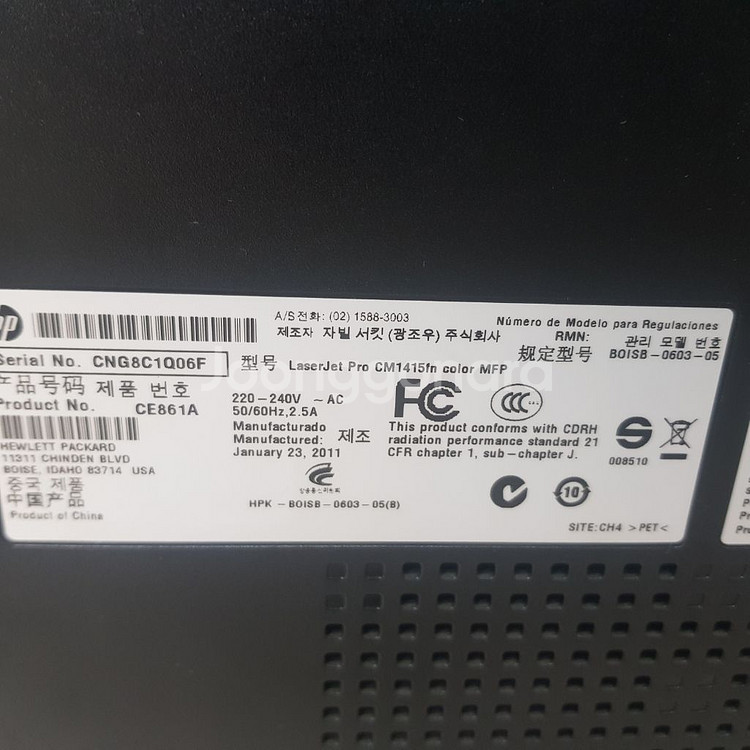 hp
A/S전화: (02) 1588-3003
제조자 자빌 서킷 (광조우) 주식회사
Número de Modelo para Regulaciones
RMN: 관리 모델 번호
规定型号 BOISB-0603-05
Serial No. CNG8C1Q06F
型号 LaserJet Pro CM1415fn color MFP
Joonggonara
产品号码 제품 번호
Product No. CE861A
220-240V ~ AC
50/60Hz, 2.5A
Manufacturado
Manufactured: 제조
January 23, 2011
FC
CCC
This product conforms with CDRH
radiation performance standard 21
CFR chapter 1, sub-chapter J.
S
008510
HEWLETT PACKARD
11311 CHINDEN BLVD
BOISE, IDAHO 83714 USA
중국 제품
中国产品
Product of China
HPK-BOISB-0603-05(B)
10
SITE:CH4 >PET<